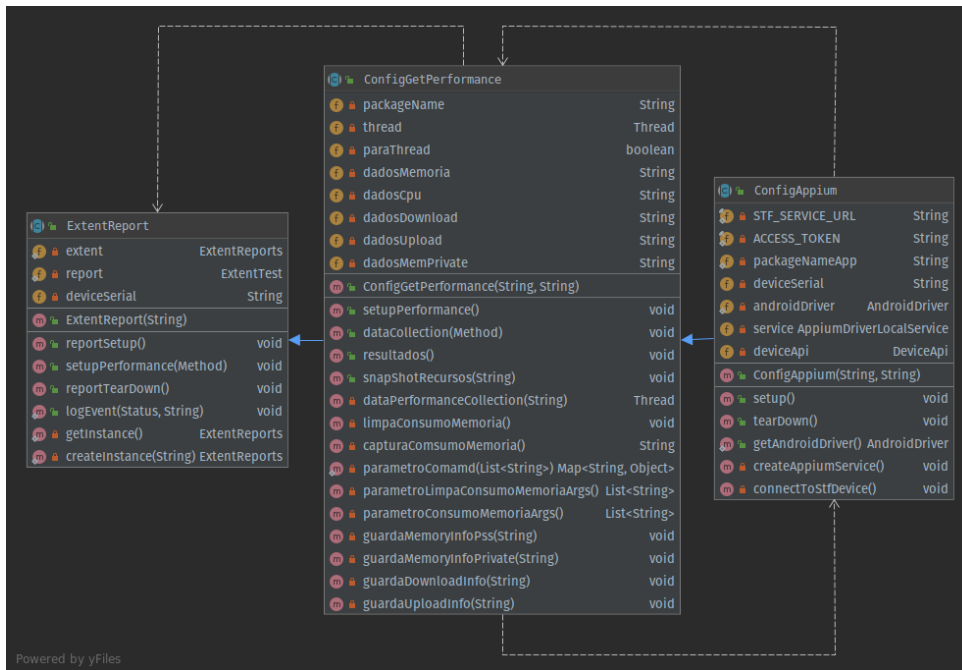 ConfigGetPerformance
packageName String
thread Thread
paraThread boolean
dadosMemoria String
dadosCpu String
dadosDownload String
dadosUpload String
dadosMemPrivate String
ConfigGetPerformance(String, String)
setupPerformance() void
dataCollection(Method) void
resultados() void
snapShotRecursos(String) void
dataPerformanceCollection(String) Thread
limpaConsumoMemoria() void
capturaComsumoMemoria() String
parametroComamd(List<String>) Map<String, Object>
parametroLimpaConsumoMemoriaArgs() List<String>
parametroConsumoMemoriaArgs() List<String>
guardaMemoryInfoPss(String) void
guardaMemoryInfoPrivate(String) void
guardaDownloadInfo(String) void
guardaUploadInfo(String) void
ConfigAppium
STF_SERVICE_URL String
ACCESS_TOKEN String
packageNameApp String
deviceSerial String
androidDriver AndroidDriver
service AppiumDriverLocalService
deviceApi DeviceApi
ConfigAppium(String, String)
setup() void
tearDown() void
getAndroidDriver() AndroidDriver
createAppiumService() void
connectToStfDevice() void
ExtentReport
extent ExtentReports
report ExtentTest
deviceSerial String
ExtentReport(String)
reportSetup() void
setupPerformance(Method) void
reportTearDown() void
logEvent(Status, String) void
getInstance() ExtentReports
createInstance(String) ExtentReports
Powered by yFiles